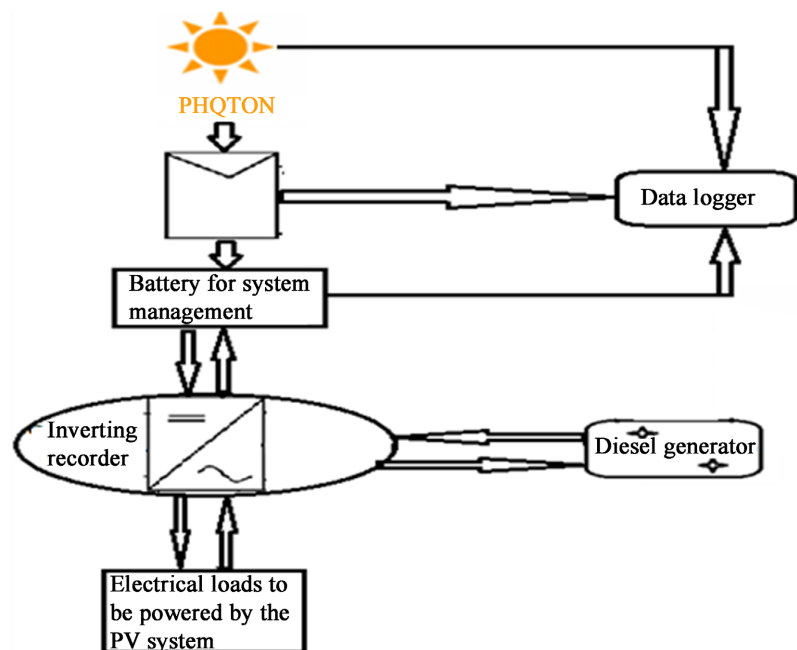 PHQTON
Data logger
Battery for system
management
Inverting
recorder
Diesel generator
Electrical loads to
be powered by the
PV system